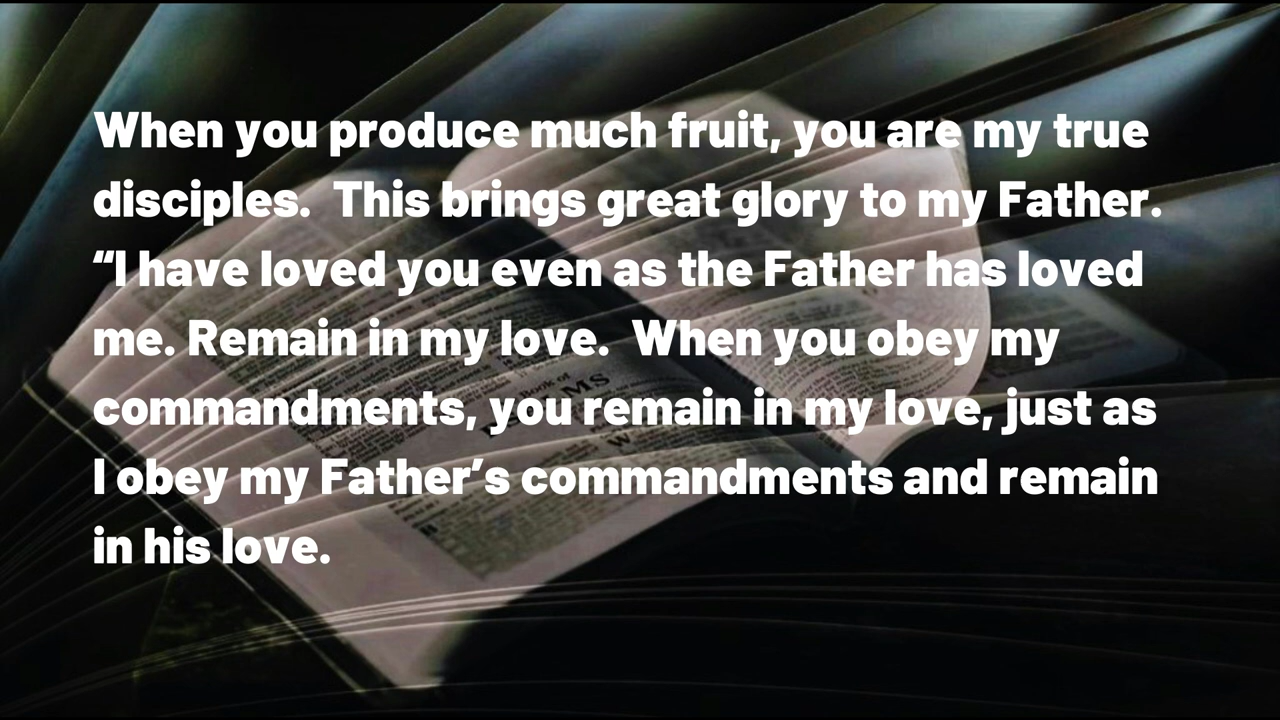 When you produce much fruit, you are my true
disciples.  This brings great glory to my Father.
“I have loved you even as the Father has loved
me. Remain in my love.  When you obey my
commandments, you remain in my love, just as
I obey my Father’s commandments and remain
in his love.
Book of